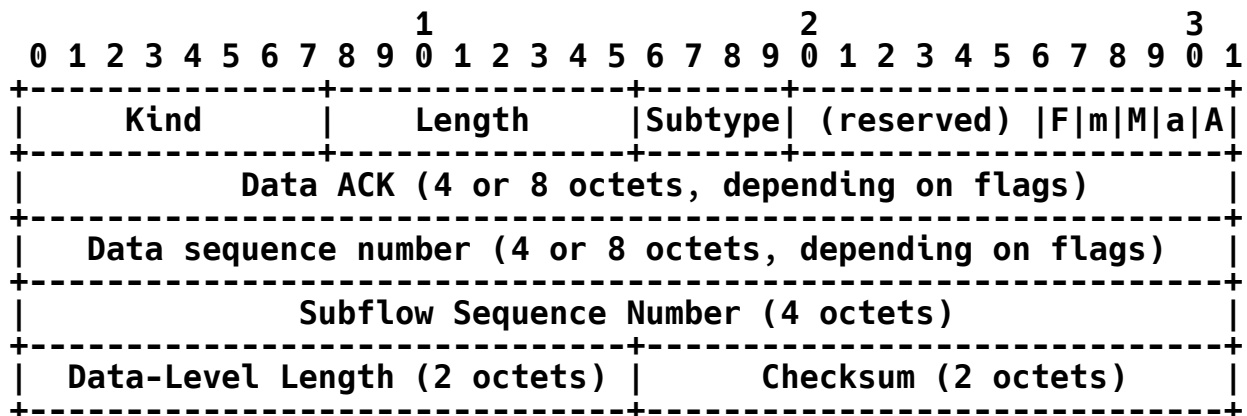 1                   2                   3
 0 1 2 3 4 5 6 7 8 9 0 1 2 3 4 5 6 7 8 9 0 1 2 3 4 5 6 7 8 9 0 1
+---------------+---------------+-------+----------------------+
|     Kind      |    Length     |Subtype| (reserved) |F|m|M|a|A|
+---------------+---------------+-------+----------------------+
|           Data ACK (4 or 8 octets, depending on flags)       |
+--------------------------------------------------------------+
|   Data sequence number (4 or 8 octets, depending on flags)   |
+--------------------------------------------------------------+
|              Subflow Sequence Number (4 octets)              |
+-------------------------------+------------------------------+
|  Data-Level Length (2 octets) |      Checksum (2 octets)     |
+-------------------------------+------------------------------+